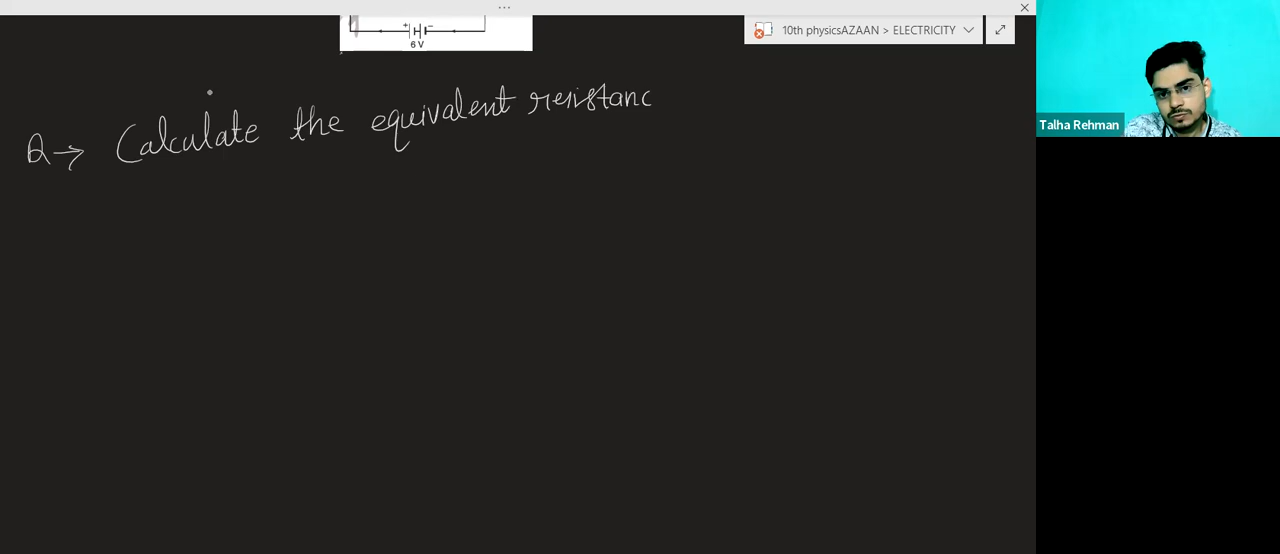 6 V
10th physicsAZAAN > ELECTRICITY
Talha Rehman
Q→ Calculate the equivalent resistanc